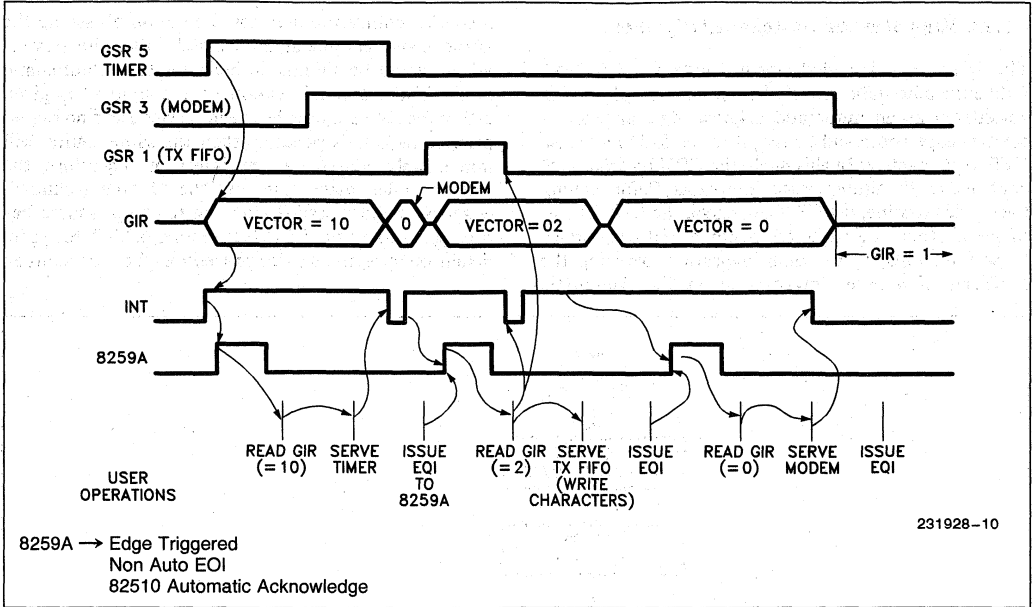 GSR 5
TIMER
GSR 3 (MODEM)
GSR 1 (TX FIFO)
MODEM
GIR
VECTOR = 10
0
VECTOR = 02
VECTOR = 0
GIR = 1
INT
8259A
READ GIR
(= 10)
SERVE
TIMER
ISSUE
EQI
TO
8259A
READ GIR
(= 2)
SERVE
TX FIFO
(WRITE
CHARACTERS)
ISSUE
EOI
READ GIR
(= 0)
SERVE
MODEM
ISSUE
EQI
USER
OPERATIONS
231928-10
8259A → Edge Triggered
Non Auto EOI
82510 Automatic Acknowledge